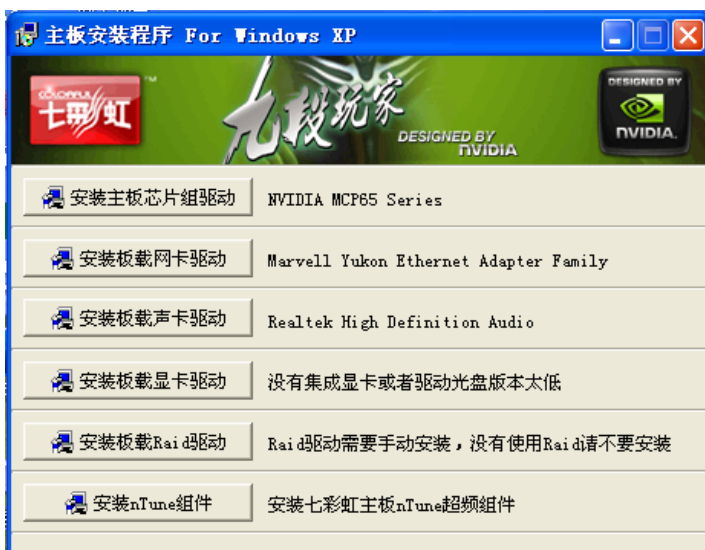 主板安装程序 For Windows XP
COLORFUL
七彩虹
TM
九段玩家
DESIGNED BY
NVIDIA
DESIGNED BY
NVIDIA.
安装主板芯片组驱动 NVIDIA MCP65 Series
安装板载网卡驱动 Marvell Yukon Ethernet Adapter Family
安装板载声卡驱动 Realtek High Definition Audio
安装板载显卡驱动 没有集成显卡或者驱动光盘版本太低
安装板载Raid驱动 Raid驱动需要手动安装，没有使用Raid请不要安装
安装nTune组件 安装七彩虹主板nTune超频组件